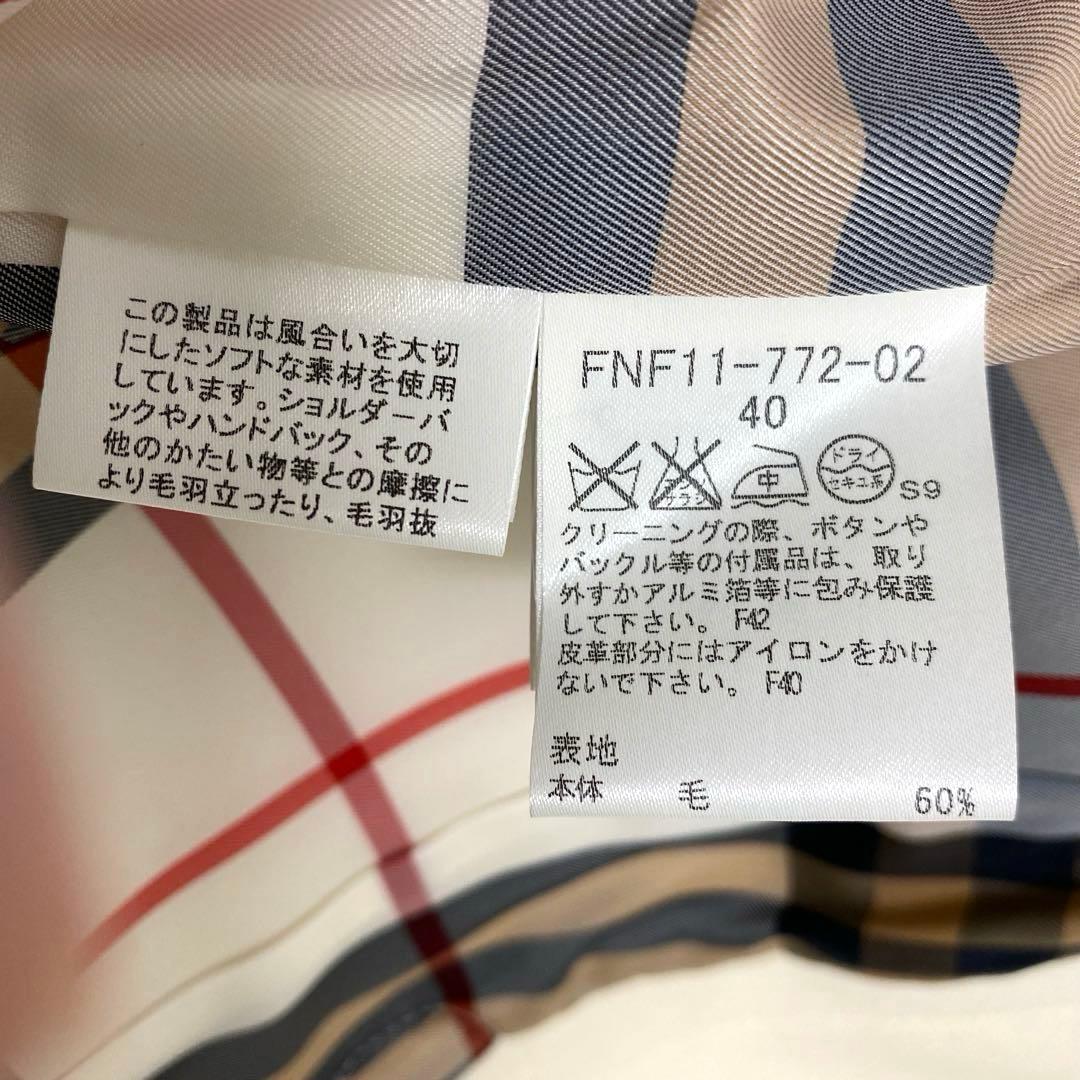 この製品は風合いを大切
にしたソフトな素材を使用
しています。ショルダーバ
ックやハンドバック、その
他のかたい物等との摩擦に
より毛羽立ったり、毛羽抜
FNF11-772-02
40
エンソ サラシ 中 ドライ セキユ系 S9
クリーニングの際、ボタンや
バックル等の付属品は、取り
外すかアルミ箔等に包み保護
して下さい。 F42
皮革部分にはアイロンをかけ
ないで下さい。 F40
表地
本体 毛 60%